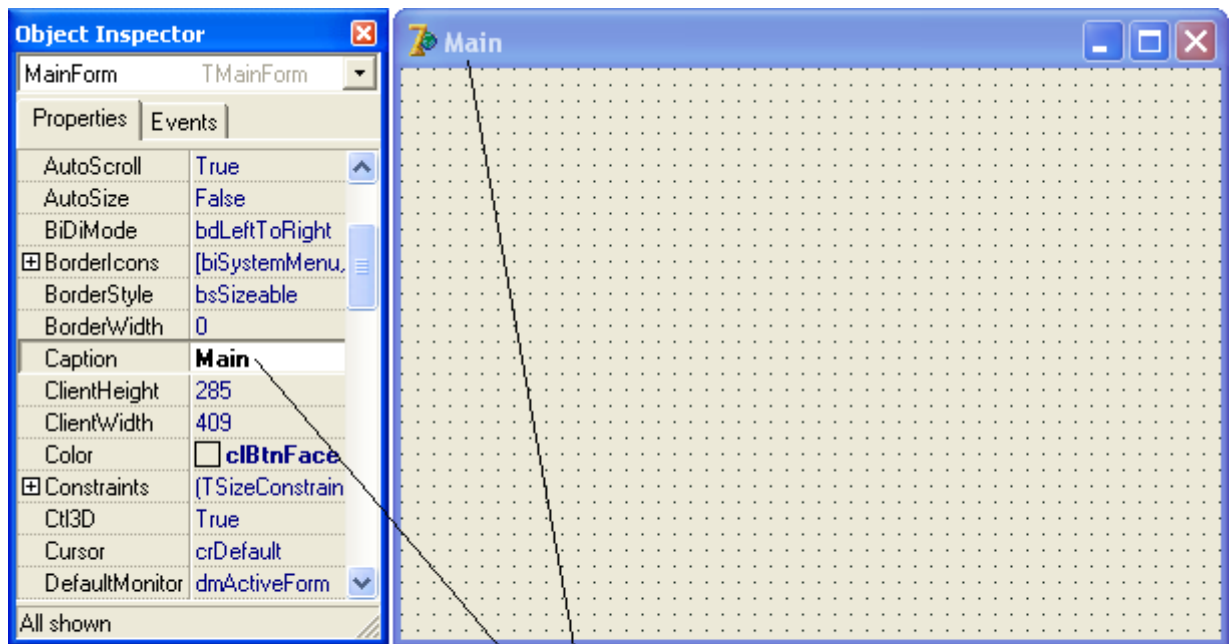 Object Inspector
MainForm TMainForm
Properties Events
AutoScroll True
AutoSize False
BiDiMode bdLeftToRight
BorderIcons [biSystemMenu,
BorderStyle bsSizeable
BorderWidth 0
Caption Main
ClientHeight 285
ClientWidth 409
Color clBtnFace
Constraints (TSizeConstrain
Ctl3D True
Cursor crDefault
DefaultMonitor dmActiveForm
All shown
Main